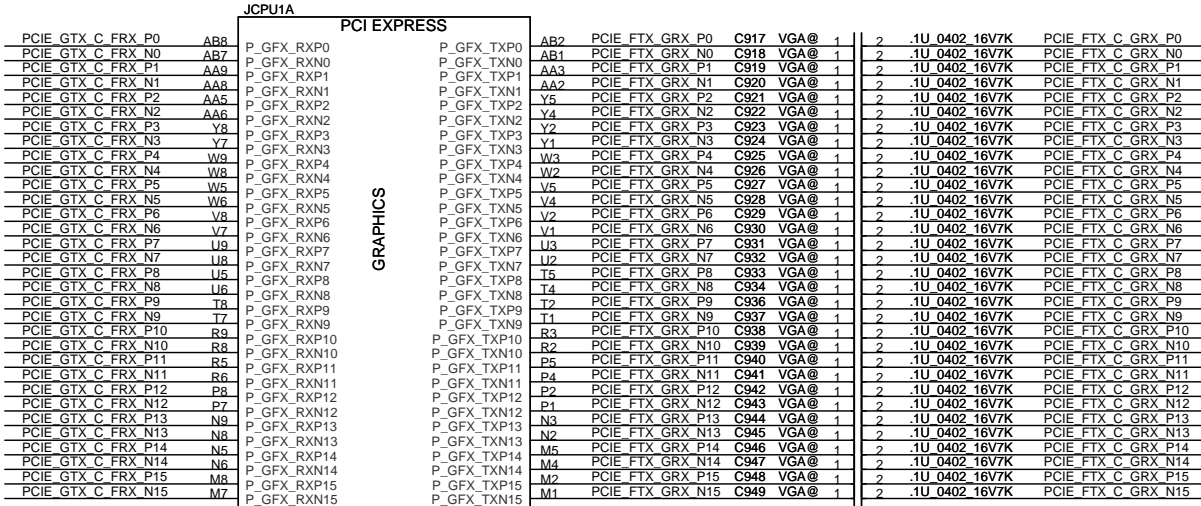 JCPU1A
PCI EXPRESS
GRAPHICS
PCIE_GTX_C_FRX_P0 AB8 P_GFX_RXP0 P_GFX_TXP0 AB2 PCIE_FTX_GRX_P0 C917 VGA@ 1 2 .1U_0402_16V7K PCIE_FTX_C_GRX_P0
PCIE_GTX_C_FRX_N0 AB7 P_GFX_RXN0 P_GFX_TXN0 AB1 PCIE_FTX_GRX_N0 C918 VGA@ 1 2 .1U_0402_16V7K PCIE_FTX_C_GRX_N0
PCIE_GTX_C_FRX_P1 AA9 P_GFX_RXP1 P_GFX_TXP1 AA3 PCIE_FTX_GRX_P1 C919 VGA@ 1 2 .1U_0402_16V7K PCIE_FTX_C_GRX_P1
PCIE_GTX_C_FRX_N1 AA8 P_GFX_RXN1 P_GFX_TXN1 AA2 PCIE_FTX_GRX_N1 C920 VGA@ 1 2 .1U_0402_16V7K PCIE_FTX_C_GRX_N1
PCIE_GTX_C_FRX_P2 AA5 P_GFX_RXP2 P_GFX_TXP2 Y5 PCIE_FTX_GRX_P2 C921 VGA@ 1 2 .1U_0402_16V7K PCIE_FTX_C_GRX_P2
PCIE_GTX_C_FRX_N2 AA6 P_GFX_RXN2 P_GFX_TXN2 Y4 PCIE_FTX_GRX_N2 C922 VGA@ 1 2 .1U_0402_16V7K PCIE_FTX_C_GRX_N2
PCIE_GTX_C_FRX_P3 Y8 P_GFX_RXP3 P_GFX_TXP3 Y2 PCIE_FTX_GRX_P3 C923 VGA@ 1 2 .1U_0402_16V7K PCIE_FTX_C_GRX_P3
PCIE_GTX_C_FRX_N3 Y7 P_GFX_RXN3 P_GFX_TXN3 Y1 PCIE_FTX_GRX_N3 C924 VGA@ 1 2 .1U_0402_16V7K PCIE_FTX_C_GRX_N3
PCIE_GTX_C_FRX_P4 W9 P_GFX_RXP4 P_GFX_TXP4 W3 PCIE_FTX_GRX_P4 C925 VGA@ 1 2 .1U_0402_16V7K PCIE_FTX_C_GRX_P4
PCIE_GTX_C_FRX_N4 W8 P_GFX_RXN4 P_GFX_TXN4 W2 PCIE_FTX_GRX_N4 C926 VGA@ 1 2 .1U_0402_16V7K PCIE_FTX_C_GRX_N4
PCIE_GTX_C_FRX_P5 W5 P_GFX_RXP5 P_GFX_TXP5 V5 PCIE_FTX_GRX_P5 C927 VGA@ 1 2 .1U_0402_16V7K PCIE_FTX_C_GRX_P5
PCIE_GTX_C_FRX_N5 W6 P_GFX_RXN5 P_GFX_TXN5 V4 PCIE_FTX_GRX_N5 C928 VGA@ 1 2 .1U_0402_16V7K PCIE_FTX_C_GRX_N5
PCIE_GTX_C_FRX_P6 V8 P_GFX_RXP6 P_GFX_TXP6 V2 PCIE_FTX_GRX_P6 C929 VGA@ 1 2 .1U_0402_16V7K PCIE_FTX_C_GRX_P6
PCIE_GTX_C_FRX_N6 V7 P_GFX_RXN6 P_GFX_TXN6 V1 PCIE_FTX_GRX_N6 C930 VGA@ 1 2 .1U_0402_16V7K PCIE_FTX_C_GRX_N6
PCIE_GTX_C_FRX_P7 U9 P_GFX_RXP7 P_GFX_TXP7 U3 PCIE_FTX_GRX_P7 C931 VGA@ 1 2 .1U_0402_16V7K PCIE_FTX_C_GRX_P7
PCIE_GTX_C_FRX_N7 U8 P_GFX_RXN7 P_GFX_TXN7 U2 PCIE_FTX_GRX_N7 C932 VGA@ 1 2 .1U_0402_16V7K PCIE_FTX_C_GRX_N7
PCIE_GTX_C_FRX_P8 U5 P_GFX_RXP8 P_GFX_TXP8 T5 PCIE_FTX_GRX_P8 C933 VGA@ 1 2 .1U_0402_16V7K PCIE_FTX_C_GRX_P8
PCIE_GTX_C_FRX_N8 U6 P_GFX_RXN8 P_GFX_TXN8 T4 PCIE_FTX_GRX_N8 C934 VGA@ 1 2 .1U_0402_16V7K PCIE_FTX_C_GRX_N8
PCIE_GTX_C_FRX_P9 T8 P_GFX_RXP9 P_GFX_TXP9 T2 PCIE_FTX_GRX_P9 C936 VGA@ 1 2 .1U_0402_16V7K PCIE_FTX_C_GRX_P9
PCIE_GTX_C_FRX_N9 T7 P_GFX_RXN9 P_GFX_TXN9 T1 PCIE_FTX_GRX_N9 C937 VGA@ 1 2 .1U_0402_16V7K PCIE_FTX_C_GRX_N9
PCIE_GTX_C_FRX_P10 R9 P_GFX_RXP10 P_GFX_TXP10 R3 PCIE_FTX_GRX_P10 C938 VGA@ 1 2 .1U_0402_16V7K PCIE_FTX_C_GRX_P10
PCIE_GTX_C_FRX_N10 R8 P_GFX_RXN10 P_GFX_TXN10 R2 PCIE_FTX_GRX_N10 C939 VGA@ 1 2 .1U_0402_16V7K PCIE_FTX_C_GRX_N10
PCIE_GTX_C_FRX_P11 R5 P_GFX_RXP11 P_GFX_TXP11 P5 PCIE_FTX_GRX_P11 C940 VGA@ 1 2 .1U_0402_16V7K PCIE_FTX_C_GRX_P11
PCIE_GTX_C_FRX_N11 R6 P_GFX_RXN11 P_GFX_TXN11 P4 PCIE_FTX_GRX_N11 C941 VGA@ 1 2 .1U_0402_16V7K PCIE_FTX_C_GRX_N11
PCIE_GTX_C_FRX_P12 P8 P_GFX_RXP12 P_GFX_TXP12 P2 PCIE_FTX_GRX_P12 C942 VGA@ 1 2 .1U_0402_16V7K PCIE_FTX_C_GRX_P12
PCIE_GTX_C_FRX_N12 P7 P_GFX_RXN12 P_GFX_TXN12 P1 PCIE_FTX_GRX_N12 C943 VGA@ 1 2 .1U_0402_16V7K PCIE_FTX_C_GRX_N12
PCIE_GTX_C_FRX_P13 N9 P_GFX_RXP13 P_GFX_TXP13 N3 PCIE_FTX_GRX_P13 C944 VGA@ 1 2 .1U_0402_16V7K PCIE_FTX_C_GRX_P13
PCIE_GTX_C_FRX_N13 N8 P_GFX_RXN13 P_GFX_TXN13 N2 PCIE_FTX_GRX_N13 C945 VGA@ 1 2 .1U_0402_16V7K PCIE_FTX_C_GRX_N13
PCIE_GTX_C_FRX_P14 N5 P_GFX_RXP14 P_GFX_TXP14 M5 PCIE_FTX_GRX_P14 C946 VGA@ 1 2 .1U_0402_16V7K PCIE_FTX_C_GRX_P14
PCIE_GTX_C_FRX_N14 N6 P_GFX_RXN14 P_GFX_TXN14 M4 PCIE_FTX_GRX_N14 C947 VGA@ 1 2 .1U_0402_16V7K PCIE_FTX_C_GRX_N14
PCIE_GTX_C_FRX_P15 M8 P_GFX_RXP15 P_GFX_TXP15 M2 PCIE_FTX_GRX_P15 C948 VGA@ 1 2 .1U_0402_16V7K PCIE_FTX_C_GRX_P15
PCIE_GTX_C_FRX_N15 M7 P_GFX_RXN15 P_GFX_TXN15 M1 PCIE_FTX_GRX_N15 C949 VGA@ 1 2 .1U_0402_16V7K PCIE_FTX_C_GRX_N15